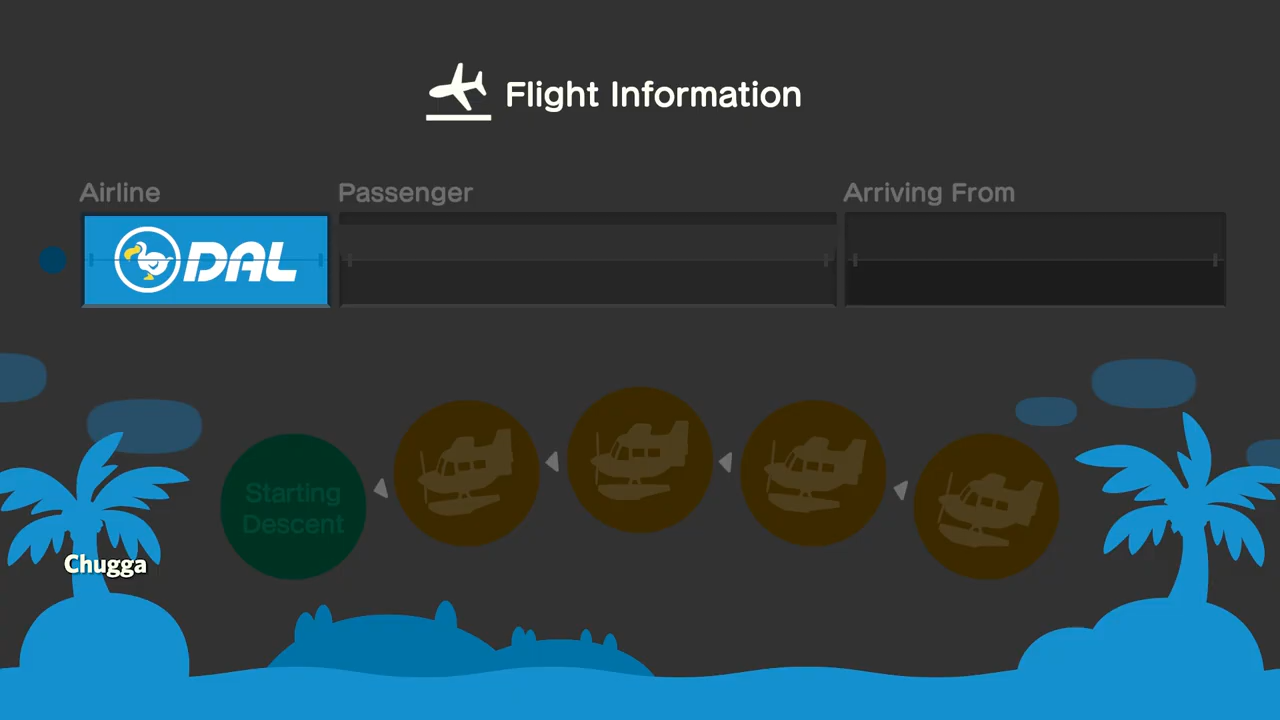 Flight Information
Airline
Passenger
Arriving From
DAL
Starting
Descent
Chugga